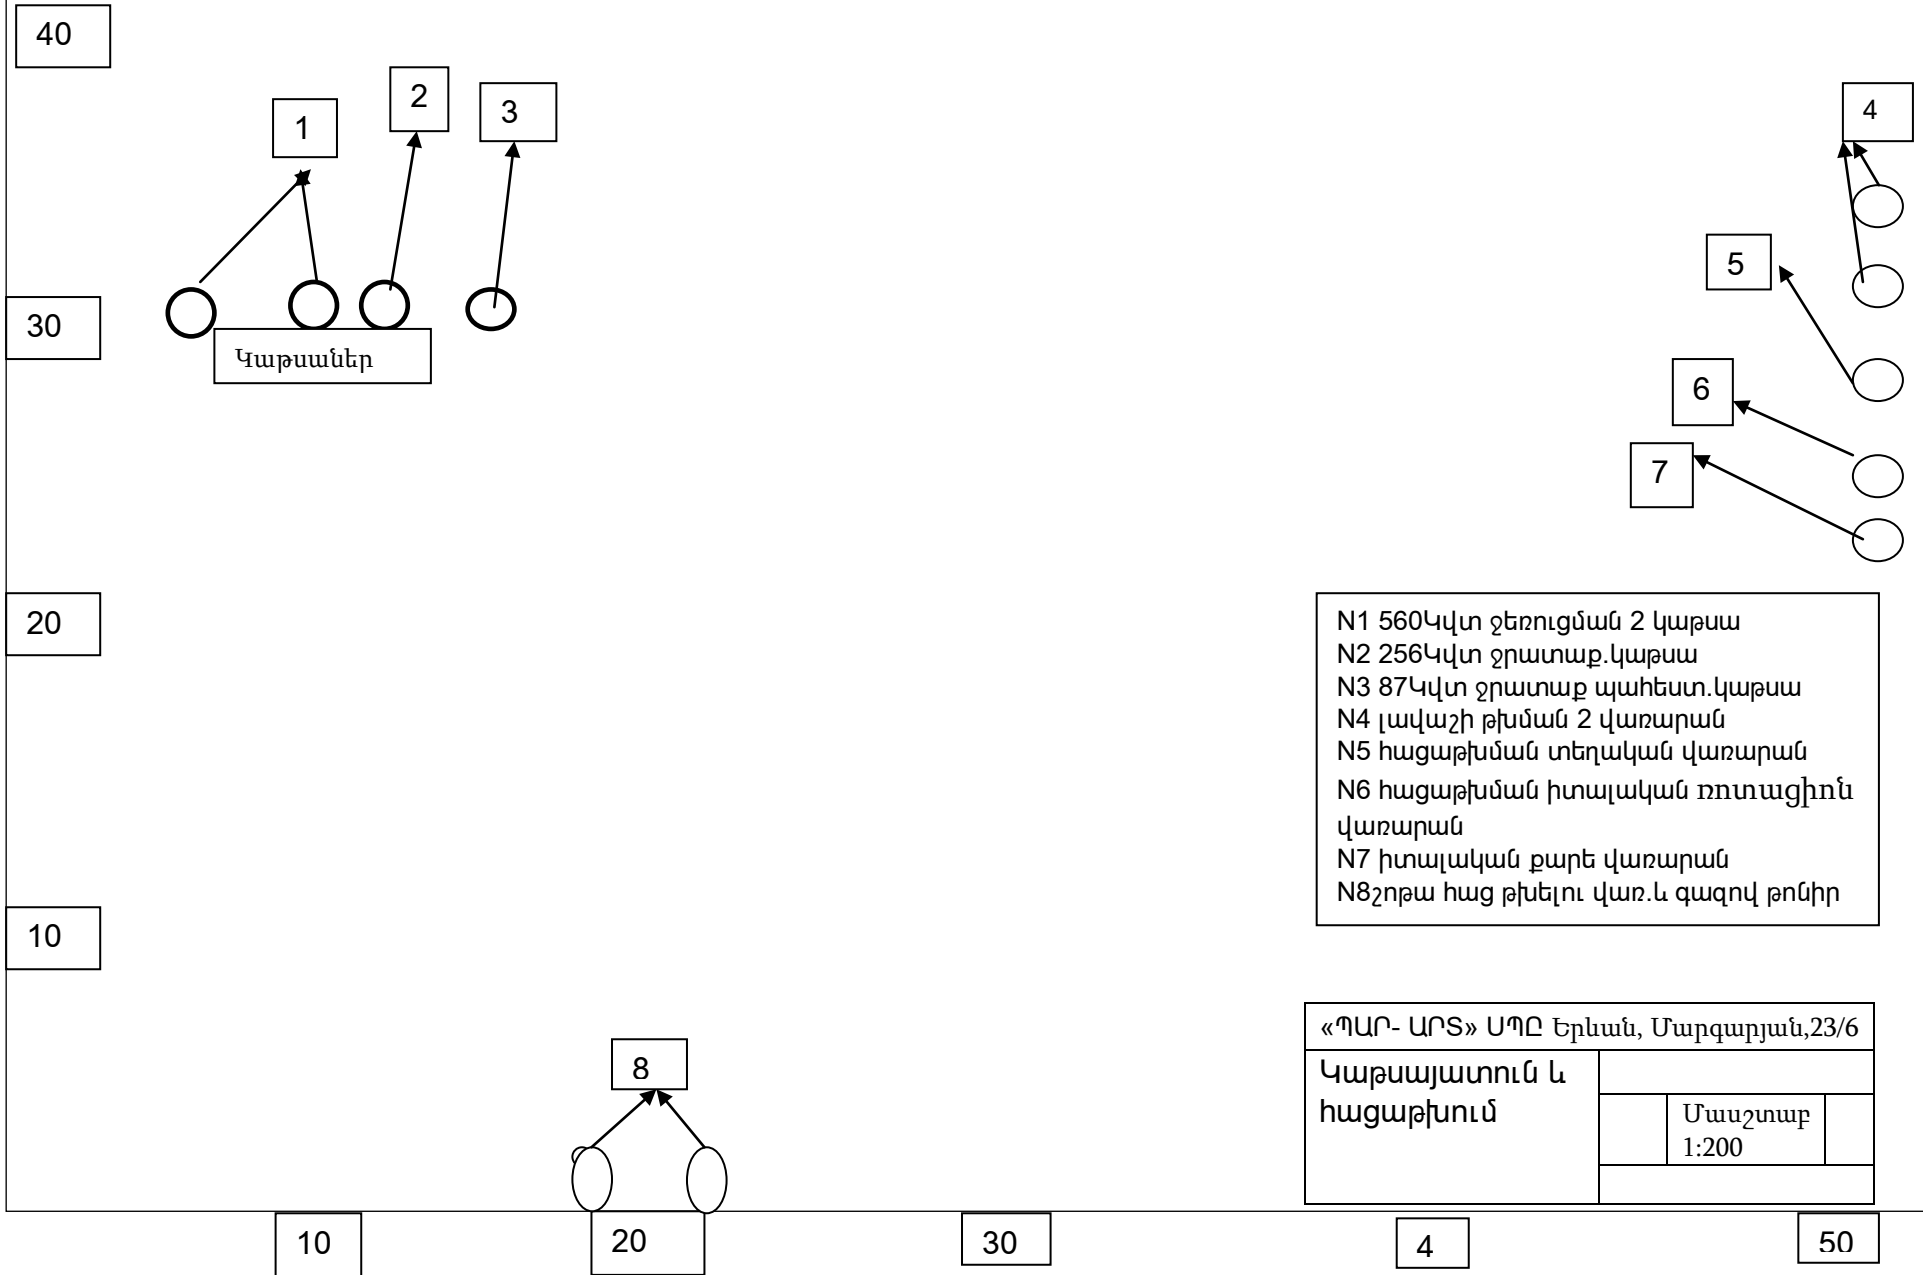 40
1
2
3
4
5
30
Կաթսաներ
6
7
20
N1 560Կվտ ջեռուցման 2 կաթսա
N2 256Կվտ ջրատաք.կաթսա
N3 87Կվտ ջրատաք պահեստ.կաթսա
N4 լավաշի թխման 2 վառարան
N5 հացաթխման տեղական վառարան
N6 հացաթխման իտալական ռոտացիոն
վառարան
N7 իտալական քարե վառարան
N8շոթա հաց թխելու վառ.և գազով թոնիր
10
«ՊԱՐ- ԱՐՏ» ՍՊԸ Երևան, Մարգարյան,23/6
Կաթսայատուն և
հացաթխում
Մասշտաբ
1:200
8
10
20
30
4
50